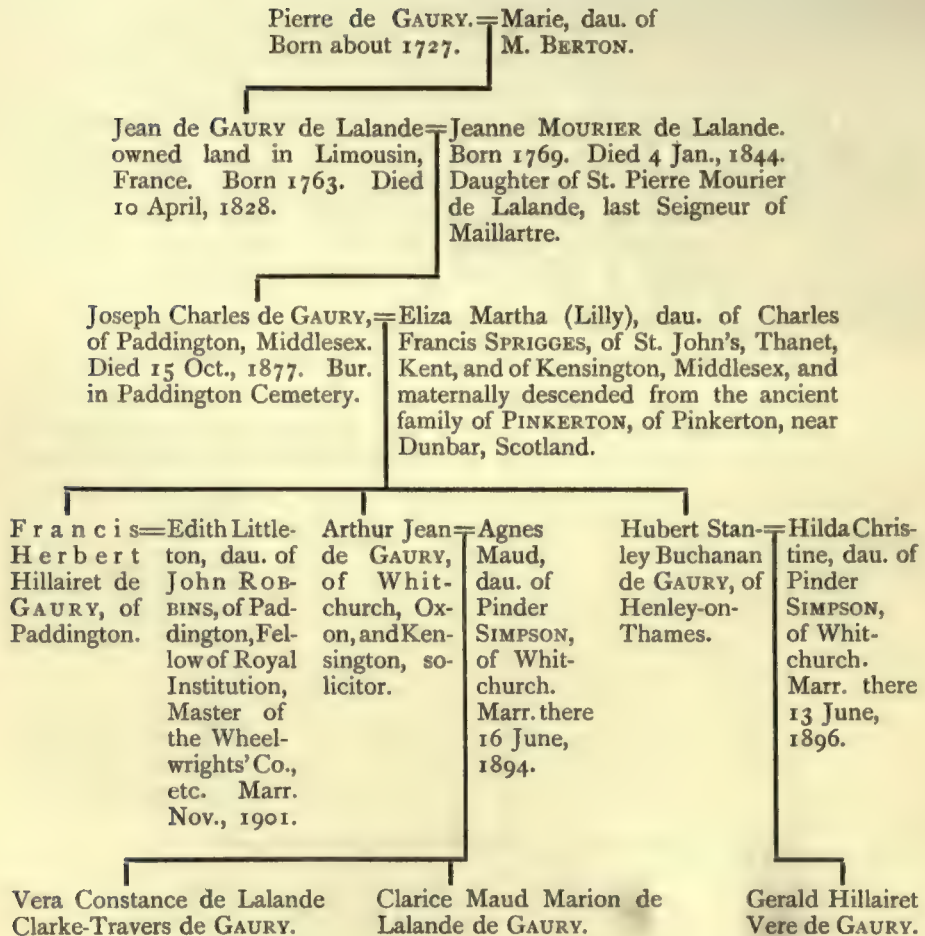 Pierre de GAURY.=Marie, dau. of
Born about 1727. M. BERTON.
Jean de GAURY de Lalande=Jeanne MOURIER de Lalande.
owned land in Limousin, Born 1769. Died 4 Jan., 1844.
France. Born 1763. Died Daughter of St. Pierre Mourier
10 April, 1828. de Lalande, last Seigneur of
Maillartre.
Joseph Charles de GAURY,=Eliza Martha (Lilly), dau. of Charles
of Paddington, Middlesex. Francis SPRIGGES, of St. John's, Thanet,
Died 15 Oct., 1877. Bur. Kent, and of Kensington, Middlesex, and
in Paddington Cemetery. maternally descended from the ancient
family of PINKERTON, of Pinkerton, near
Dunbar, Scotland.
Francis=Edith Little-
Herbert ton, dau. of
Hillairet de John ROB-
GAURY, of BINS, of Pad-
Paddington. dington, Fel-
low of Royal
Institution,
Master of
the Wheel-
wrights' Co.,
etc. Marr.
Nov., 1901.
Arthur Jean=Agnes
de GAURY, Maud,
of Whit- dau. of
church, Ox- Pinder
on, and Ken- SIMPSON,
sington, so- of Whit-
licitor. church.
Marr. there
16 June,
1894.
Hubert Stan-=Hilda Chris-
ley Buchanan tine, dau. of
de GAURY, of Pinder
Henley-on- SIMPSON,
Thames. of Whit-
church.
Marr. there
13 June,
1896.
Vera Constance de Lalande
Clarke-Travers de GAURY.
Clarice Maud Marion de
Lalande de GAURY.
Gerald Hillairet
Vere de GAURY.